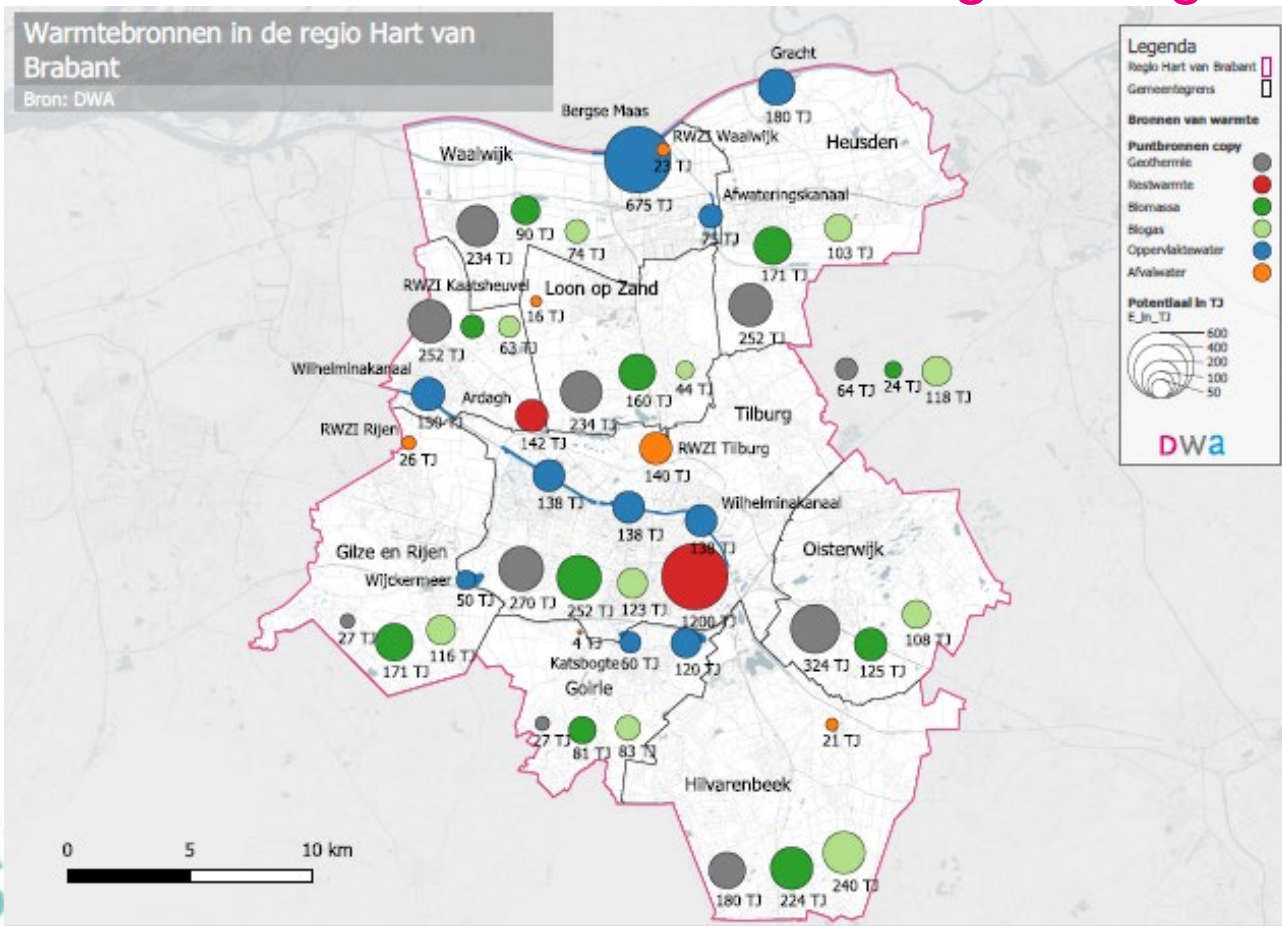 Warmtebronnen in de regio Hart van
Brabant
Bron: DWA
Legenda
Regio Hart van Brabant
Gemeentegrens
Bronnen van warmte
Puntbronnen copy
Geothermie
Restwarmte
Biomassa
Biogas
Oppervlaktewater
Afvalwater
Potentiaal in TJ
E_in_TJ
600
400
200
100
50
DWA
Gracht
180 TJ
Bergse Maas
RWZI Waalwijk
23 TJ
Heusden
Waalwijk
675 TJ
Afwateringskanaal
75 TJ
90 TJ
74 TJ
234 TJ
103 TJ
171 TJ
RWZI Kaatsheuvel
Loon op Zand
16 TJ
252 TJ
63 TJ
252 TJ
Wilhelminakanaal
150 TJ
Ardagh
142 TJ
234 TJ
160 TJ
44 TJ
Tilburg
64 TJ
24 TJ
118 TJ
RWZI Rijen
26 TJ
RWZI Tilburg
140 TJ
138 TJ
138 TJ
Wilhelminakanaal
138 TJ
Oisterwijk
Gilze en Rijen
Wijckermeer
50 TJ
270 TJ
252 TJ
123 TJ
1200 TJ
27 TJ
171 TJ
116 TJ
4 TJ
Katsbogte
60 TJ
120 TJ
324 TJ
125 TJ
108 TJ
Goirle
27 TJ
81 TJ
83 TJ
21 TJ
Hilvarenbeek
180 TJ
224 TJ
240 TJ
0 5 10 km